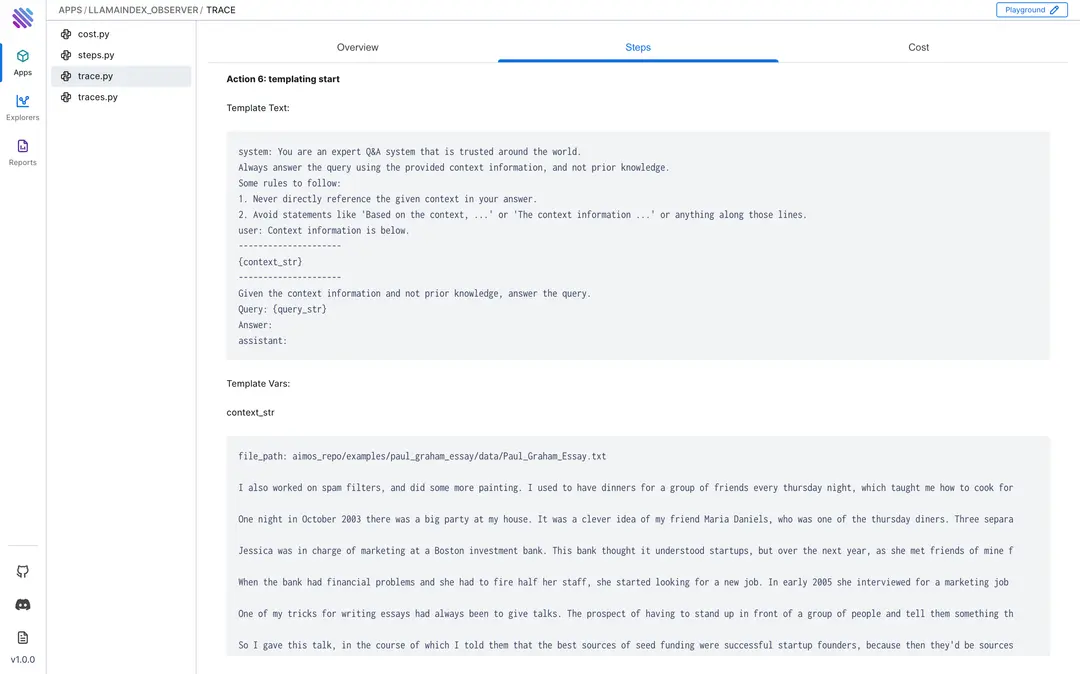 APPS / LLAMAINDEX_OBSERVER / TRACE
Playground
Apps
Explorers
Reports
v1.0.0
cost.py
steps.py
trace.py
traces.py
Overview
Steps
Cost
Action 6: templating start
Template Text:
system: You are an expert Q&A system that is trusted around the world.
Always answer the query using the provided context information, and not prior knowledge.
Some rules to follow:
1. Never directly reference the given context in your answer.
2. Avoid statements like 'Based on the context, ...' or 'The context information ...' or anything along those lines.
user: Context information is below.
---------------------
{context_str}
---------------------
Given the context information and not prior knowledge, answer the query.
Query: {query_str}
Answer:
assistant:
Template Vars:
context_str
file_path: aimos_repo/examples/paul_graham_essay/data/Paul_Graham_Essay.txt
I also worked on spam filters, and did some more painting. I used to have dinners for a group of friends every thursday night, which taught me how to cook for
One night in October 2003 there was a big party at my house. It was a clever idea of my friend Maria Daniels, who was one of the thursday diners. Three separa
Jessica was in charge of marketing at a Boston investment bank. This bank thought it understood startups, but over the next year, as she met friends of mine f
When the bank had financial problems and she had to fire half her staff, she started looking for a new job. In early 2005 she interviewed for a marketing job
One of my tricks for writing essays had always been to give talks. The prospect of having to stand up in front of a group of people and tell them something th
So I gave this talk, in the course of which I told them that the best sources of seed funding were successful startup founders, because then they'd be sources